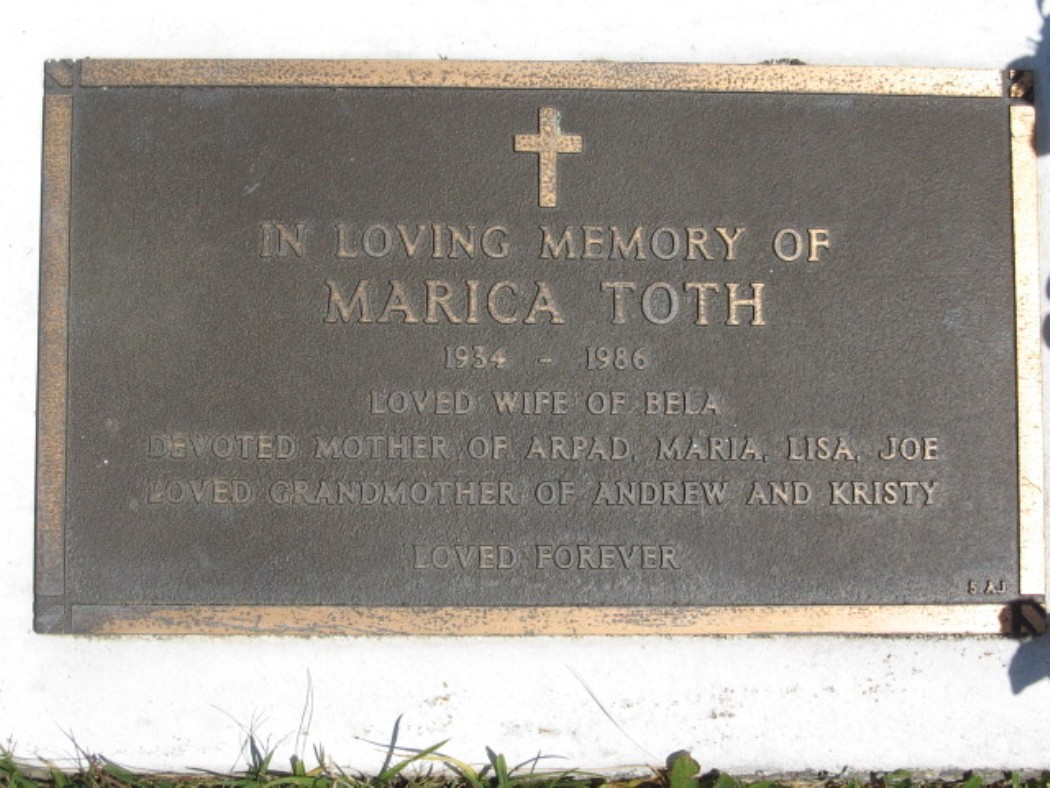 IN LOVING MEMORY OF
MARICA TOTH
1934 - 1986
LOVED WIFE OF BELA
DEVOTED MOTHER OF ARPAD, MARIA, LISA, JOE
LOVED GRANDMOTHER OF ANDREW AND KRISTY
LOVED FOREVER
5 AJ